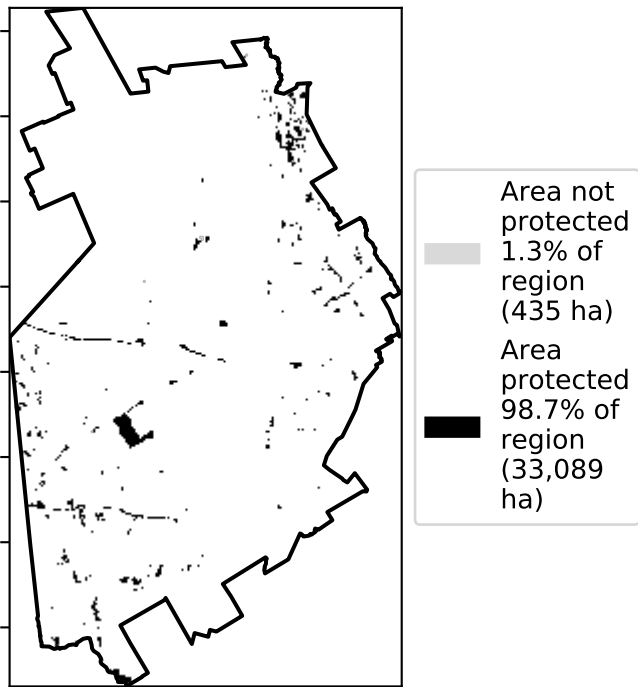 Area not
protected
1.3% of
region
(435 ha)
Area
protected
98.7% of
region
(33,089
ha)